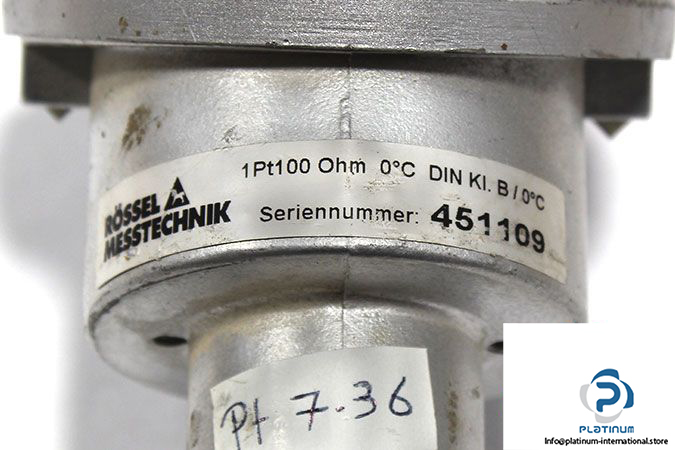 RÖSSEL
MESSTECHNIK
1Pt100 Ohm 0°C DIN Kl. B / 0°C
Seriennummer: 451109
Pt 7.36
PLATINUM
Info@platinum-international.store